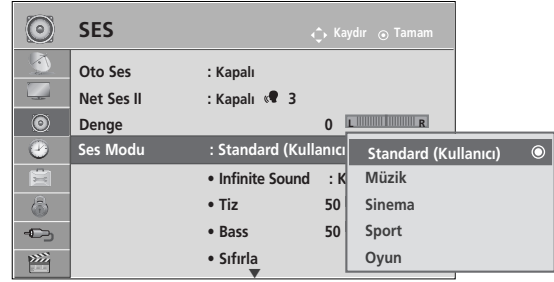 SES
Kaydır Tamam
Oto Ses : Kapalı
Net Ses II : Kapalı 3
Denge 0 L R
Ses Modu : Standard (Kullanıcı
• Infinite Sound : K
• Tiz 50
• Bass 50
• Sıfırla
Standard (Kullanıcı)
Müzik
Sinema
Sport
Oyun